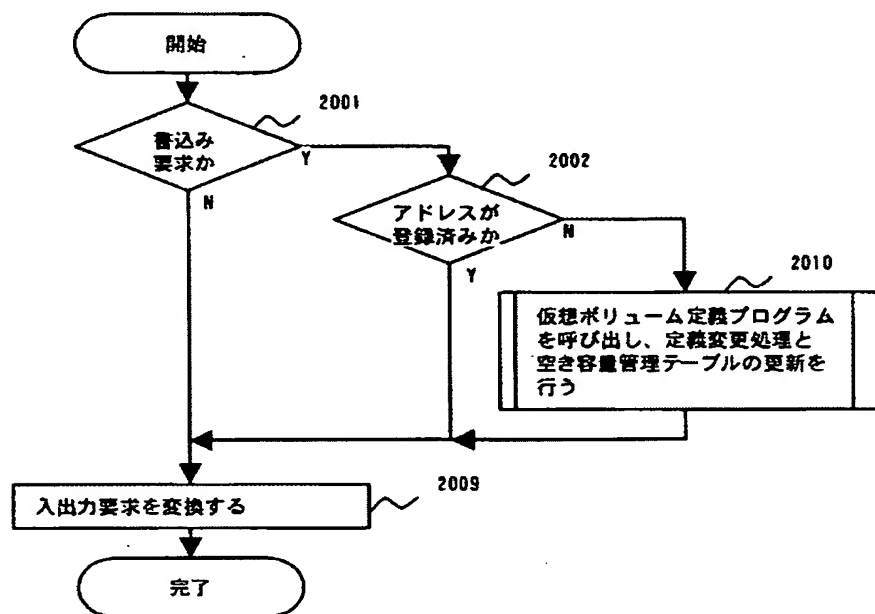 開始
2001
書込み
要求か
Y
N
2002
アドレスが
登録済みか
N
Y
2010
仮想ボリューム定義プログラム
を呼び出し、定義変更処理と
空き容量管理テーブルの更新を
行う
2009
入出力要求を変換する
完了